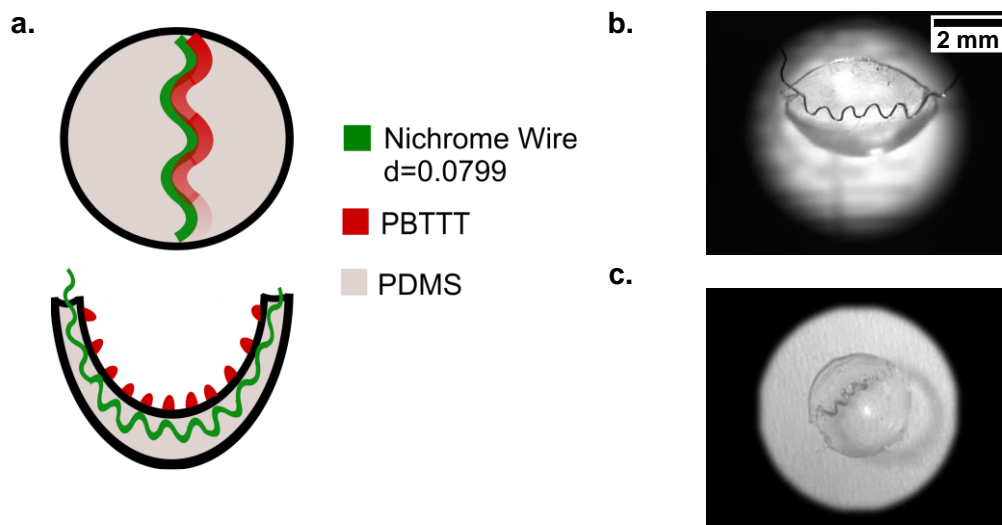 a.
Nichrome Wire
d=0.0799
PBTTT
PDMS
b.
2 mm
c.